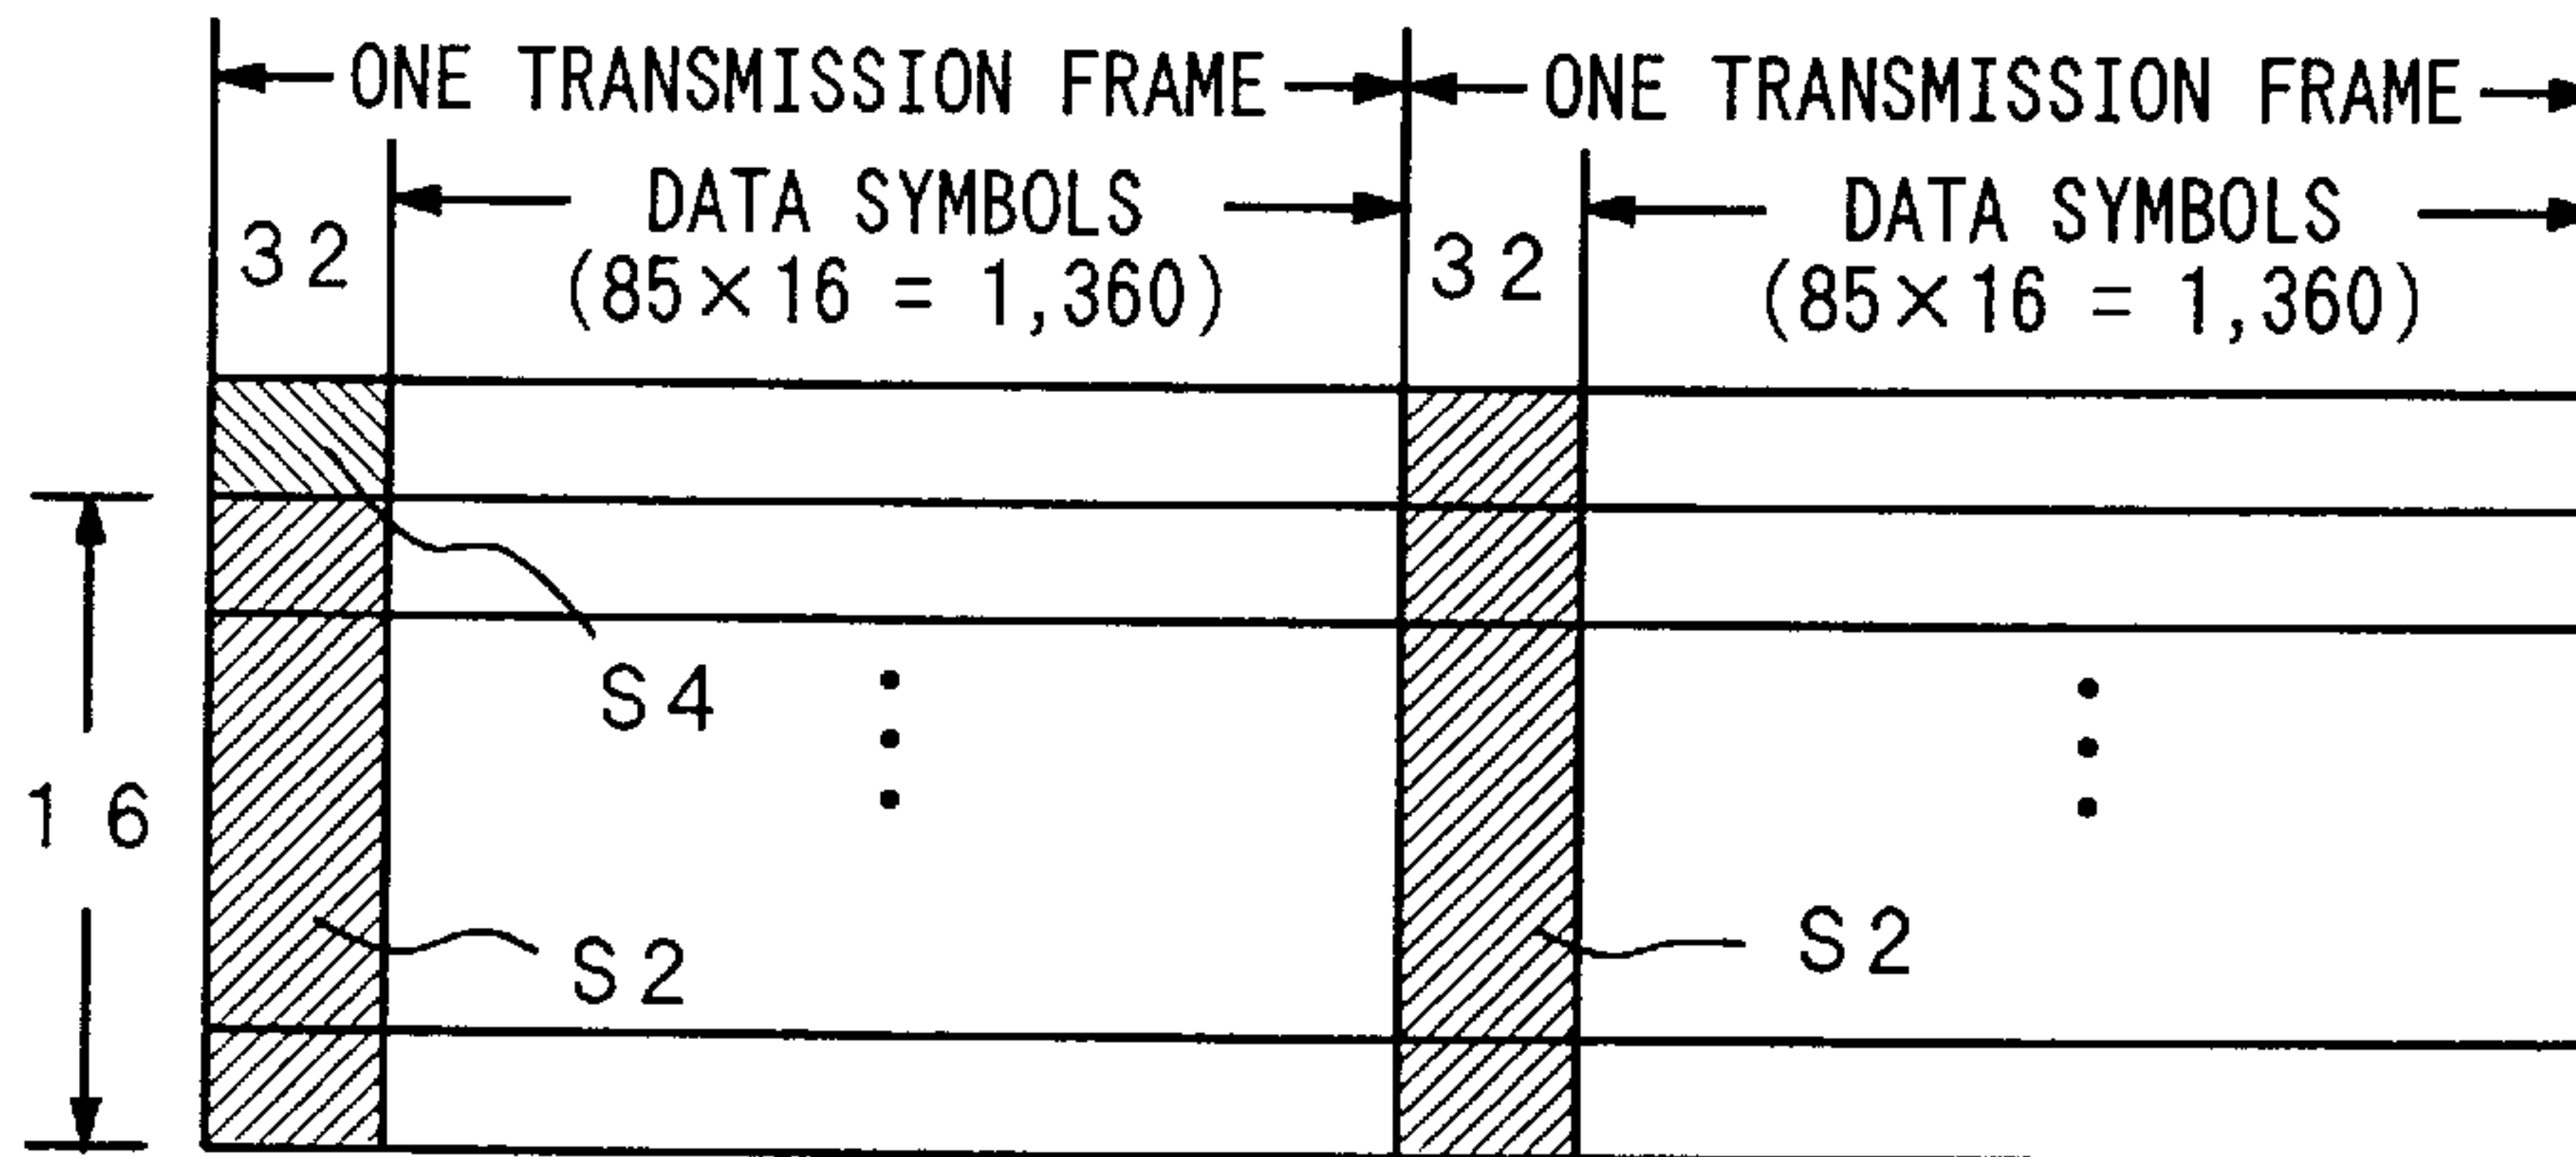 ONE TRANSMISSION FRAME ONE TRANSMISSION FRAME
32 DATA SYMBOLS 32 DATA SYMBOLS
(85×16 = 1,360) (85×16 = 1,360)
S4
16
S2 S2